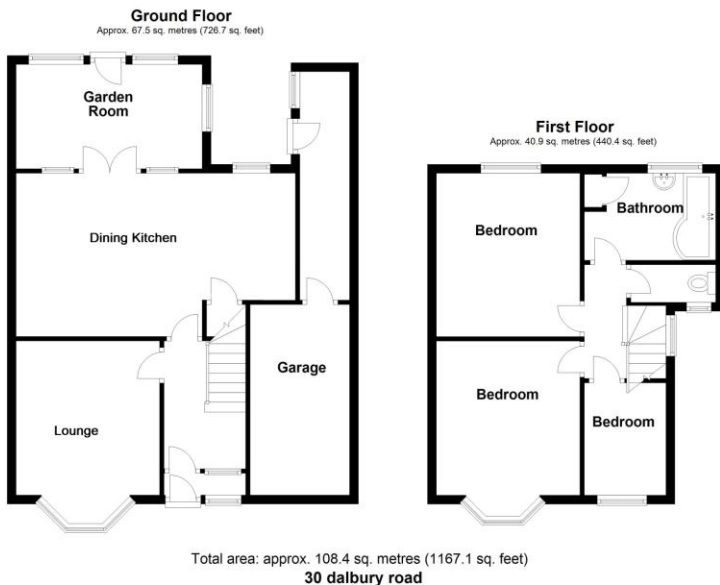 Ground Floor
Approx. 67.5 sq. metres (726.7 sq. feet)
Garden
Room
Dining Kitchen
Lounge
Garage
First Floor
Approx. 40.9 sq. metres (440.4 sq. feet)
Bedroom
Bathroom
Bedroom
Bedroom
Total area: approx. 108.4 sq. metres (1167.1 sq. feet)
30 dalbury road